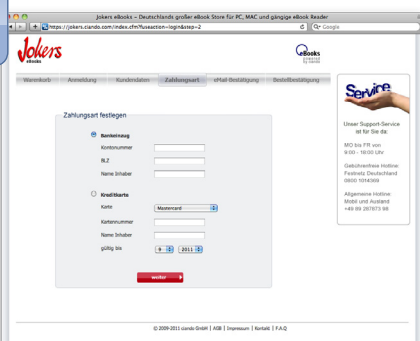 Jokers eBooks – Deutschlands großer eBook Store für PC, MAC und gängige eBook Reader
https://jokers.ciando.com/index.cfm?fuseaction=login&step=2
Google
Jokers
eBooks
eBooks
powered
by ciando
Warenkorb Anmeldung Kundendaten Zahlungsart eMail-Bestätigung Bestellbestätigung
Service
Zahlungsart festlegen
Bankeinzug
Kontonummer
BLZ
Name Inhaber
Kreditkarte
Karte Mastercard
Kartennummer
Name Inhaber
gültig bis 9 2011
weiter
Unser Support-Service
ist für Sie da:
MO bis FR von
9:00 - 18:00 Uhr
Gebührenfreie Hotline:
Festnetz Deutschland
0800 1014069
Allgemeine Hotline:
Mobil und Ausland
+49 89 287873 98
© 2009-2011 ciando GmbH | AGB | Impressum | Kontakt | F.A.Q